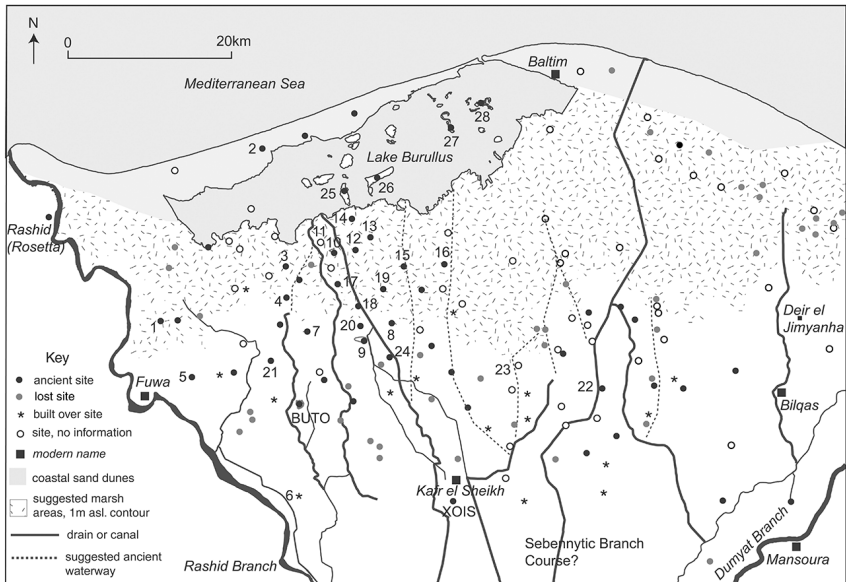 N
0 20km
Mediterranean Sea
Baltim
28
2
27
Lake Burullus
25 26
Rashid
(Rosetta)
14
11 13
10 12
3 15 16
17 19
4 18
1 7 20 8
Deir el
Jimyanha
9 24
Key
ancient site
lost site
built over site
site, no information
modern name
coastal sand dunes
suggested marsh
areas, 1m asl. contour
drain or canal
suggested ancient
waterway
Fuwa
5 21 23
22
BUTO
Bilqas
6
Kafr el Sheikh
XOIS
Sebennytic Branch
Course?
Rashid Branch
Dumyat Branch
Mansoura